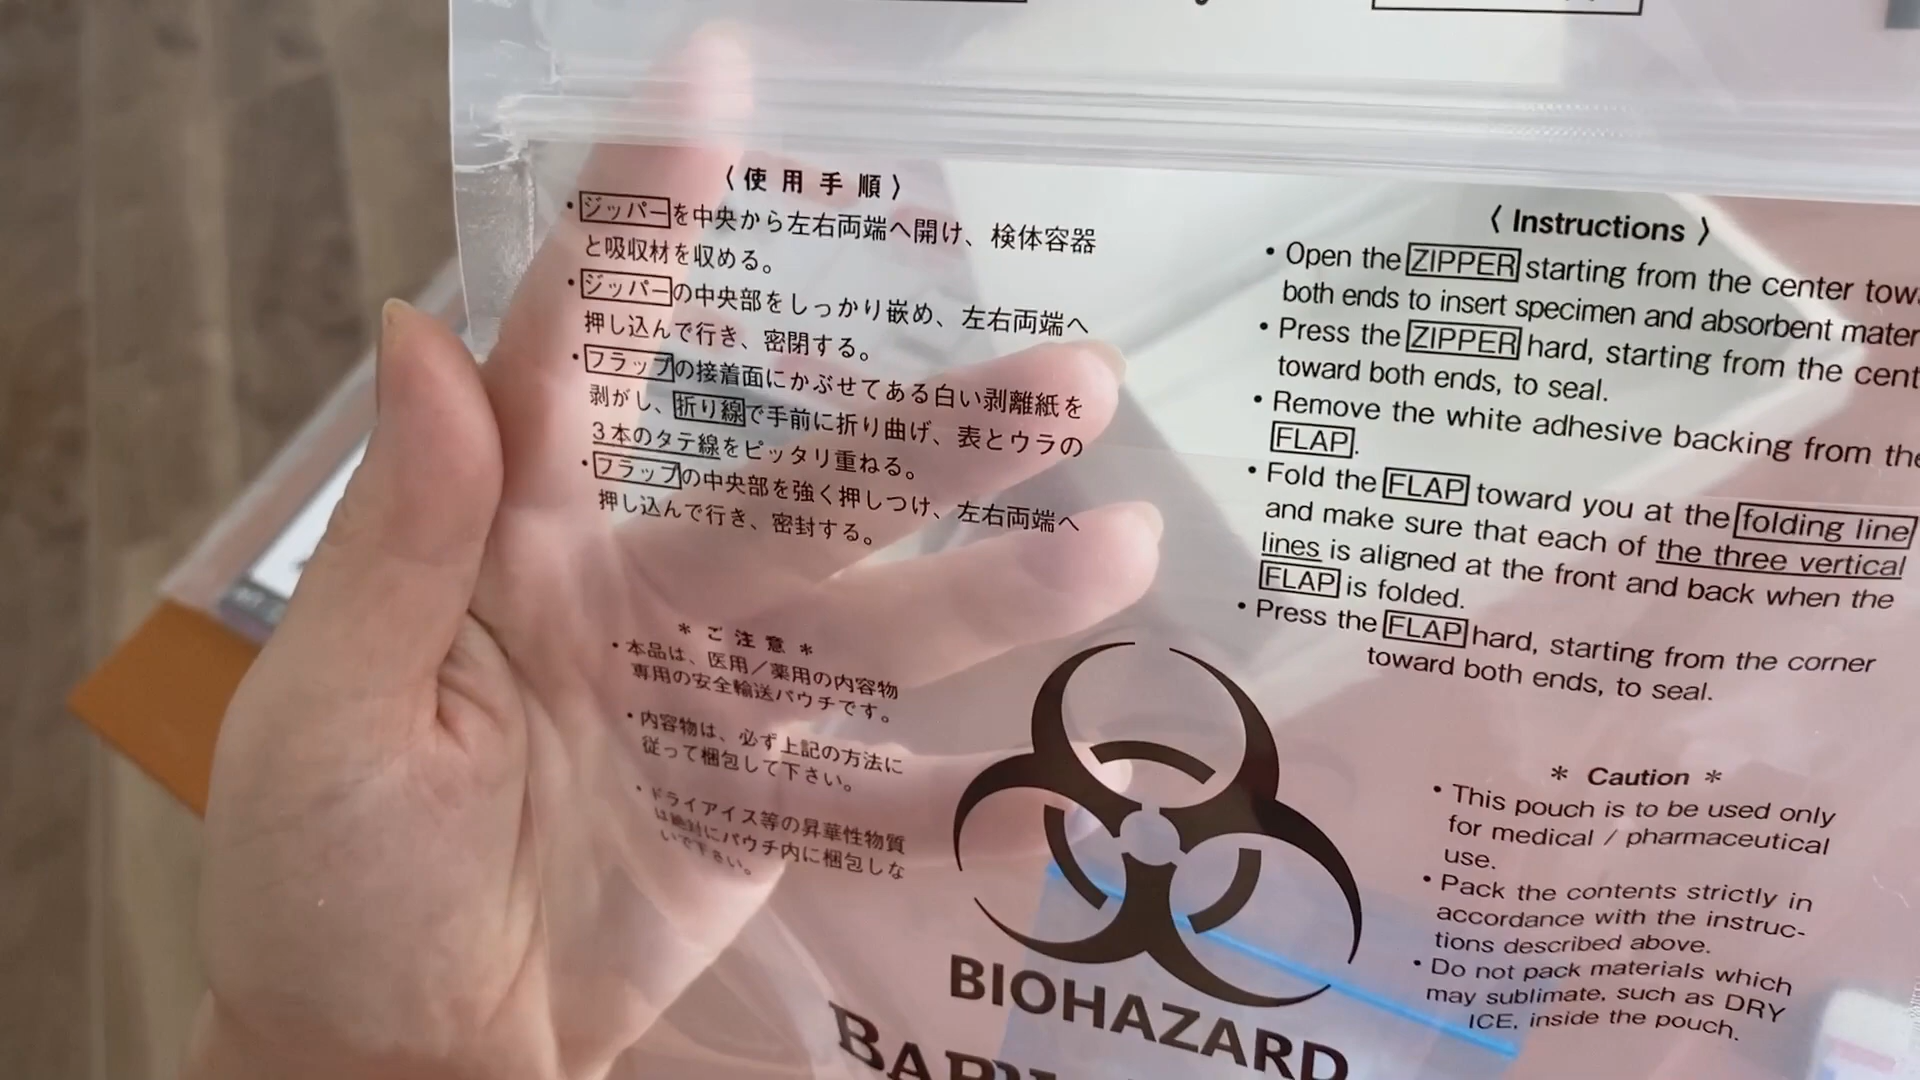 〈使用手順〉
・ジッパーを中央から左右両端へ開け、検体容器
と吸収材を収める。
・ジッパーの中央部をしっかり嵌め、左右両端へ
押し込んで行き、密閉する。
・フラップの接着面にかぶせてある白い剥離紙を
剥がし、折り線で手前に折り曲げ、表とウラの
3本のタテ線をピッタリ重ねる。
・フラップの中央部を強く押しつけ、左右両端へ
押し込んで行き、密封する。
＊ご注意＊
・本品は、医用／薬用の内容物
専用の安全輸送パウチです。
・内容物は、必ず上記の方法に
従って梱包して下さい。
・ドライアイス等の昇華性物質
は絶対にパウチ内に梱包しな
いで下さい。
〈 Instructions 〉
• Open the ZIPPER starting from the center
both ends to insert specimen and absorbent
• Press the ZIPPER hard, starting from the
toward both ends, to seal.
• Remove the white adhesive backing from
FLAP.
• Fold the FLAP toward you at the folding line
and make sure that each of the three vertical
lines is aligned at the front and back when the
FLAP is folded.
• Press the FLAP hard, starting from the corner
toward both ends, to seal.
* Caution *
• This pouch is to be used only
for medical / pharmaceutical
use.
• Pack the contents strictly in
accordance with the instruc-
tions described above.
• Do not pack materials which
may sublimate, such as DRY
ICE, inside the pouch.
BIOHAZARD